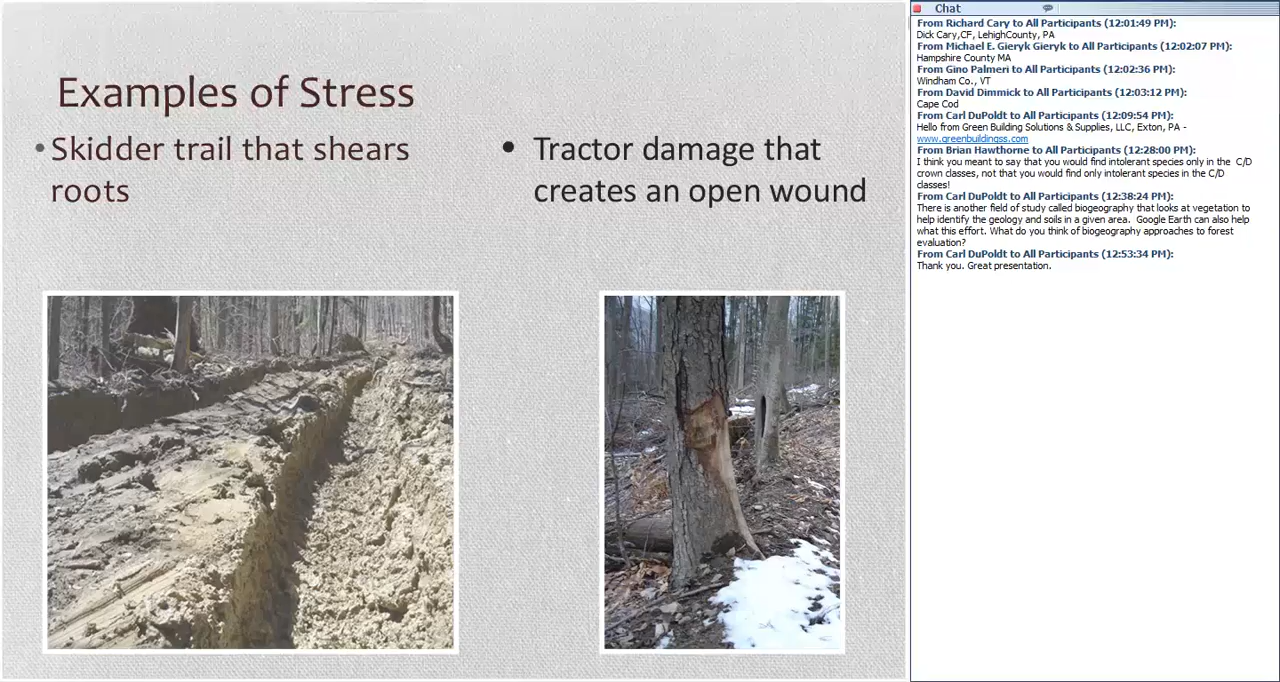 Examples of Stress
• Skidder trail that shears
roots
• Tractor damage that
creates an open wound
Chat
From Richard Cary to All Participants (12:01:49 PM):
Dick Cary,CF, LehighCounty, PA
From Michael E. Gieryk Gieryk to All Participants (12:02:07 PM):
Hampshire County MA
From Gino Palmeri to All Participants (12:02:36 PM):
Windham Co., VT
From David Dimmick to All Participants (12:03:12 PM):
Cape Cod
From Carl DuPoldt to All Participants (12:09:54 PM):
Hello from Green Building Solutions & Supplies, LLC, Exton, PA -
www.greenbuildingss.com
From Brian Hawthorne to All Participants (12:28:00 PM):
I think you meant to say that you would find intolerant species only in the C/D
crown classes, not that you would find only intolerant species in the C/D
classes!
From Carl DuPoldt to All Participants (12:38:24 PM):
There is another field of study called biogeography that looks at vegetation to
help identify the geology and soils in a given area. Google Earth can also help
what this effort. What do you think of biogeography approaches to forest
evaluation?
From Carl DuPoldt to All Participants (12:53:34 PM):
Thank you. Great presentation.